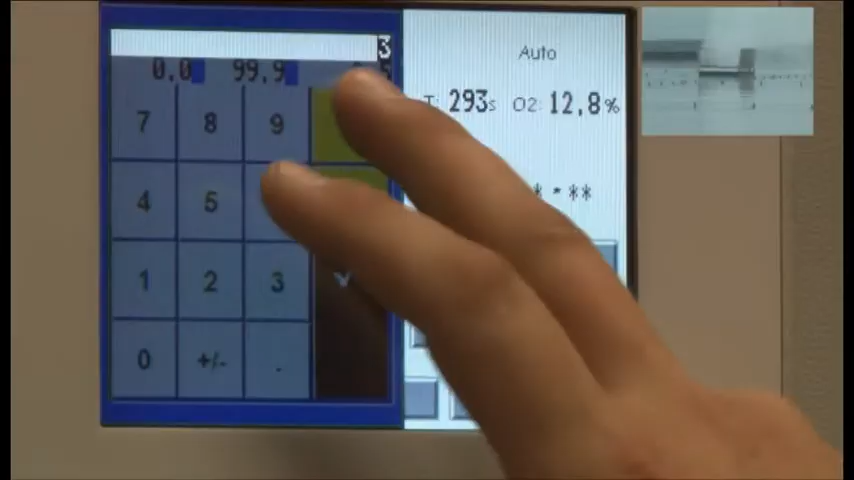 3
0,0 99,9
7 8 9
4 5
1 2 3
0 +/- .
Auto
293s O2: 12,8%
* - **